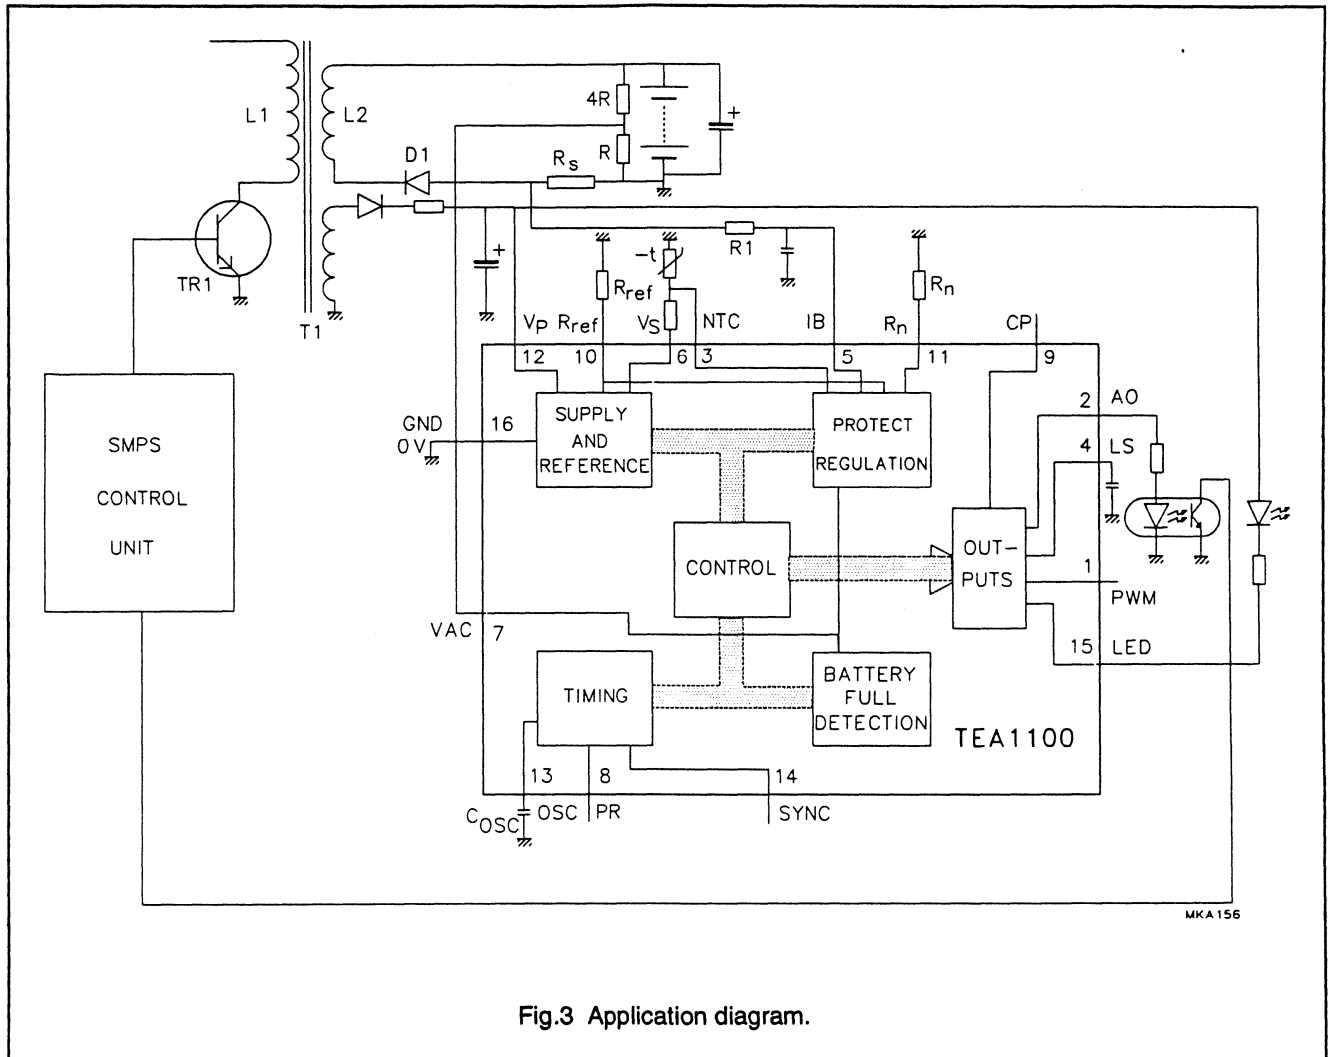 L1
L2
4R
+
R
D1
Rs
R1
-t
+
Rref
Rn
TR1
T1
VP
Rref
VS
NTC
IB
Rn
CP
12
10
6
3
5
11
9
SMPS
CONTROL
UNIT
GND
0V
16
SUPPLY
AND
REFERENCE
PROTECT
REGULATION
2
AO
4
LS
CONTROL
OUT-
PUTS
1
PWM
VAC
7
15
LED
TIMING
BATTERY
FULL
DETECTION
TEA1100
13
8
14
COSC
OSC
PR
SYNC
MKA156
Fig.3 Application diagram.